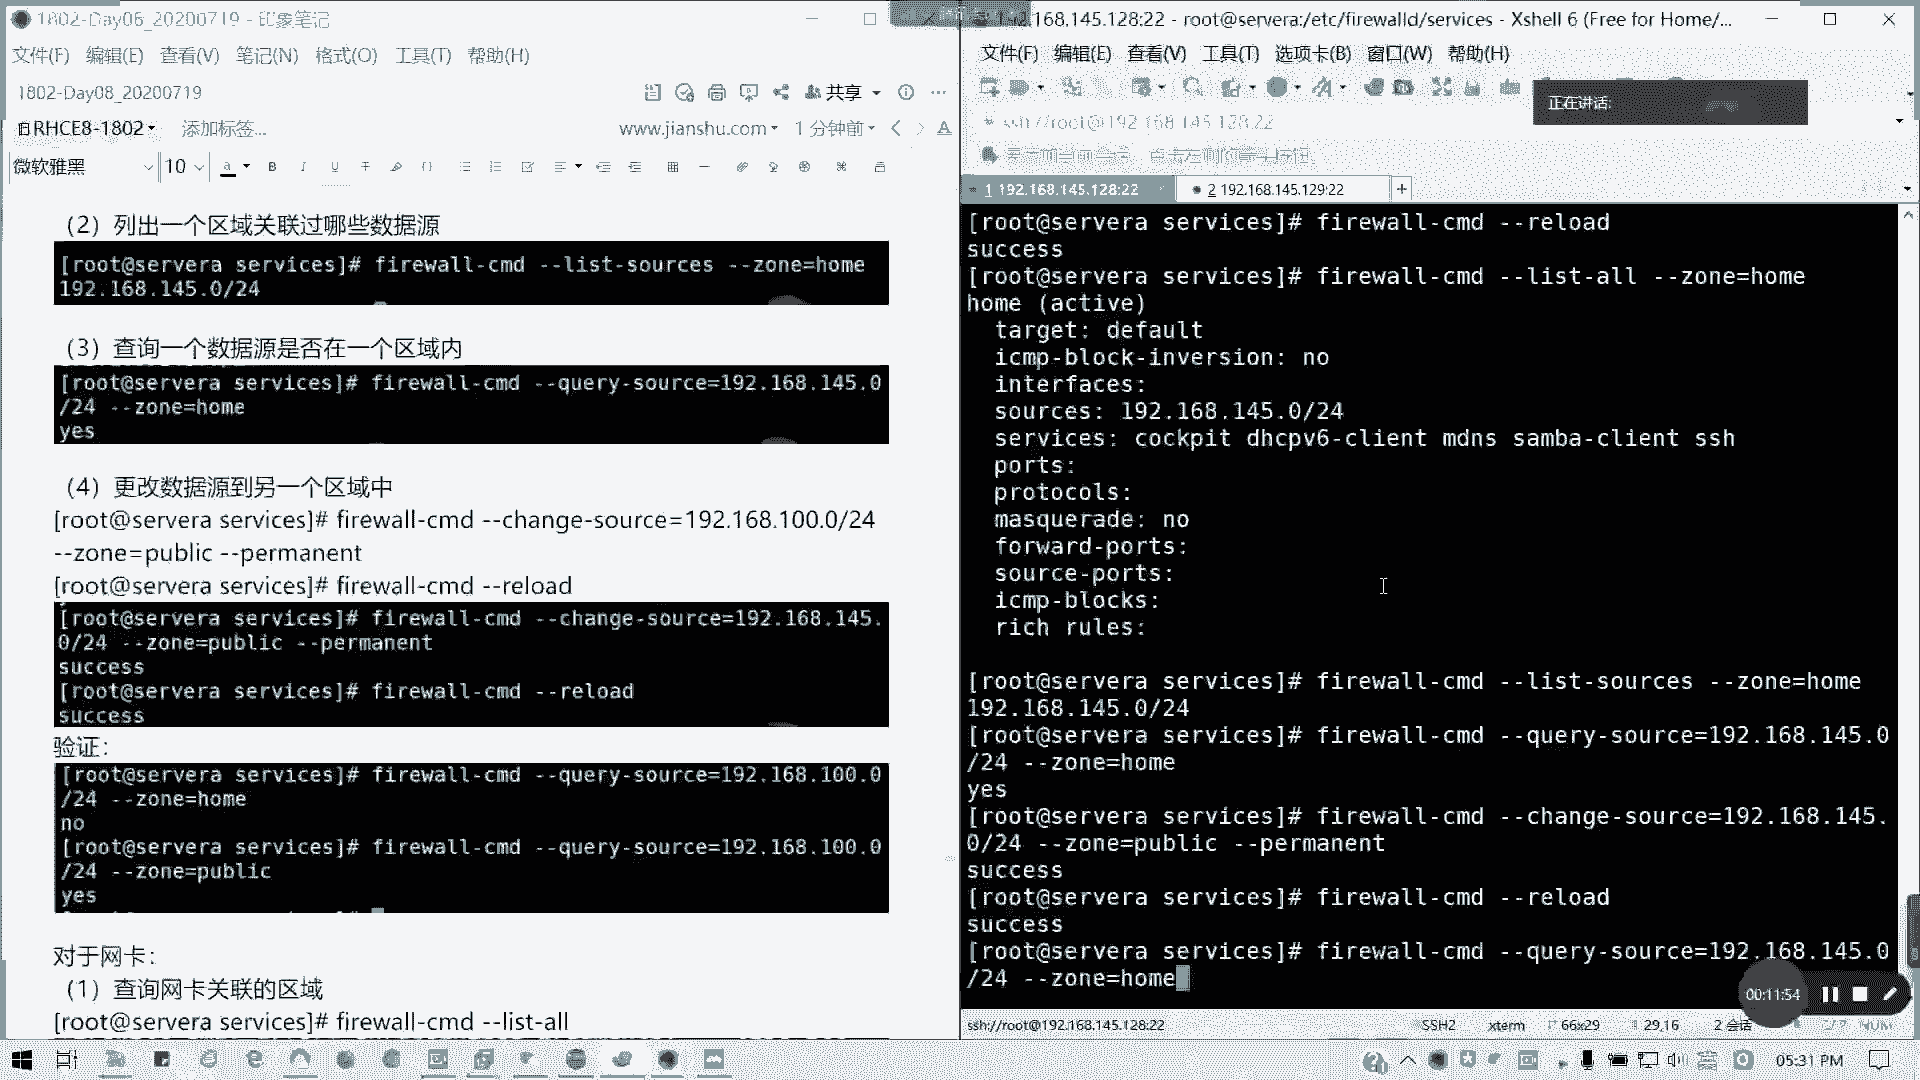 1802-Day06_20200719 - 印象笔记
文件(F) 编辑(E) 查看(V) 笔记(N) 格式(O) 工具(T) 帮助(H)
1802-Day08_20200719
共享
RHCE8-1802
添加标签...
www.jianshu.com
1 分钟前
微软雅黑
10
（2）列出一个区域关联过哪些数据源
[root@servera services]# firewall-cmd --list-sources --zone=home
192.168.145.0/24
（3）查询一个数据源是否在一个区域内
[root@servera services]# firewall-cmd --query-source=192.168.145.0
/24 --zone=home
yes
（4）更改数据源到另一个区域中
[root@servera services]# firewall-cmd --change-source=192.168.100.0/24
--zone=public --permanent
[root@servera services]# firewall-cmd --reload
[root@servera services]# firewall-cmd --change-source=192.168.145.
0/24 --zone=public --permanent
success
[root@servera services]# firewall-cmd --reload
success
验证：
[root@servera services]# firewall-cmd --query-source=192.168.100.0
/24 --zone=home
no
[root@servera services]# firewall-cmd --query-source=192.168.100.0
/24 --zone=public
yes
对于网卡：
（1）查询网卡关联的区域
[root@servera services]# firewall-cmd --list-all
192.168.145.128:22 - root@servera:/etc/firewalld/services - Xshell 6 (Free for Home/...
文件(F) 编辑(E) 查看(V) 工具(T) 选项卡(B) 窗口(W) 帮助(H)
正在讲话:
ssh://root@192.168.145.128:22
1 192.168.145.128:22
2 192.168.145.129:22
[root@servera services]# firewall-cmd --reload
success
[root@servera services]# firewall-cmd --list-all --zone=home
home (active)
target: default
icmp-block-inversion: no
interfaces:
sources: 192.168.145.0/24
services: cockpit dhcpv6-client mdns samba-client ssh
ports:
protocols:
masquerade: no
forward-ports:
source-ports:
icmp-blocks:
rich rules:
[root@servera services]# firewall-cmd --list-sources --zone=home
192.168.145.0/24
[root@servera services]# firewall-cmd --query-source=192.168.145.0
/24 --zone=home
yes
[root@servera services]# firewall-cmd --change-source=192.168.145.
0/24 --zone=public --permanent
success
[root@servera services]# firewall-cmd --reload
success
[root@servera services]# firewall-cmd --query-source=192.168.145.0
/24 --zone=home
00:11:54
ssh://root@192.168.145.128:22
SSH2
xterm
66x29
29,16
2 会话
NUM
05:31 PM